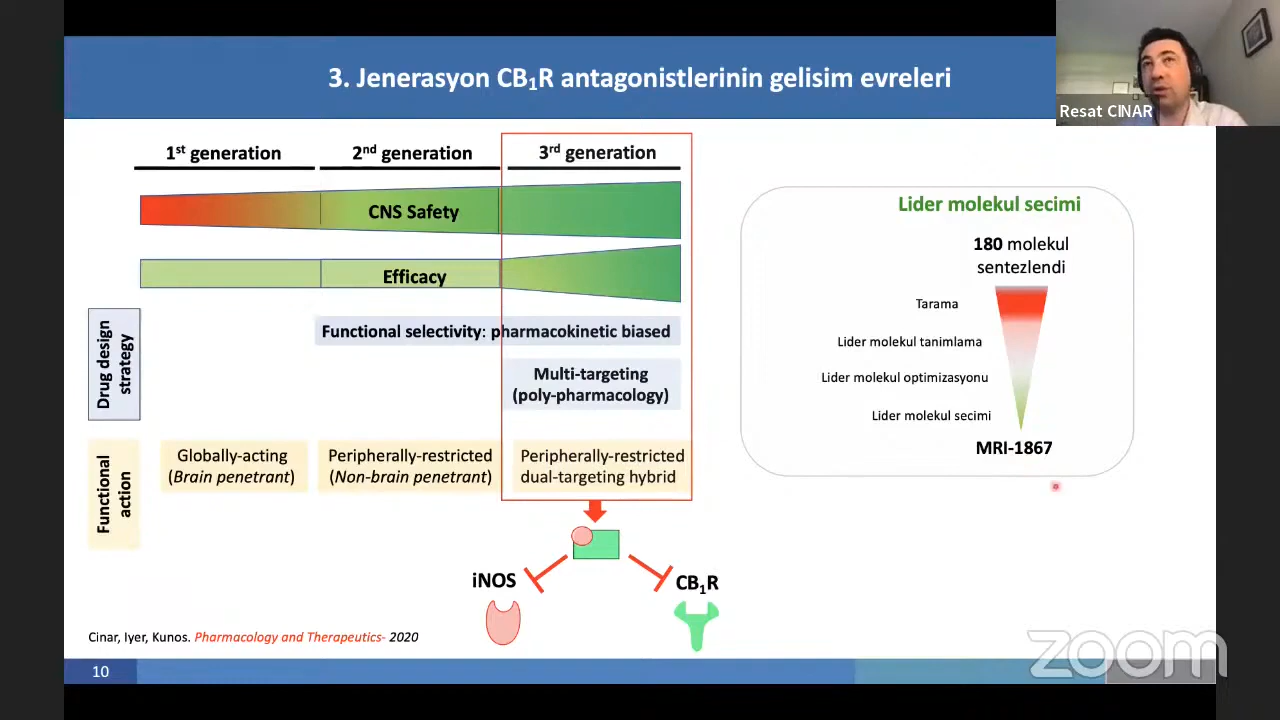 3. Jenerasyon CB₁R antagonistlerinin gelisim evreleri
Resat CINAR
1st generation
2nd generation
3rd generation
CNS Safety
Efficacy
Drug design
strategy
Functional selectivity: pharmacokinetic biased
Multi-targeting
(poly-pharmacology)
Functional
action
Globally-acting
(Brain penetrant)
Peripherally-restricted
(Non-brain penetrant)
Peripherally-restricted
dual-targeting hybrid
iNOS
CB₁R
Lider molekul secimi
180 molekul
sentezlendi
Tarama
Lider molekul tanimlama
Lider molekul optimizasyonu
Lider molekul secimi
MRI-1867
Cinar, Iyer, Kunos. Pharmacology and Therapeutics- 2020
10
zoom